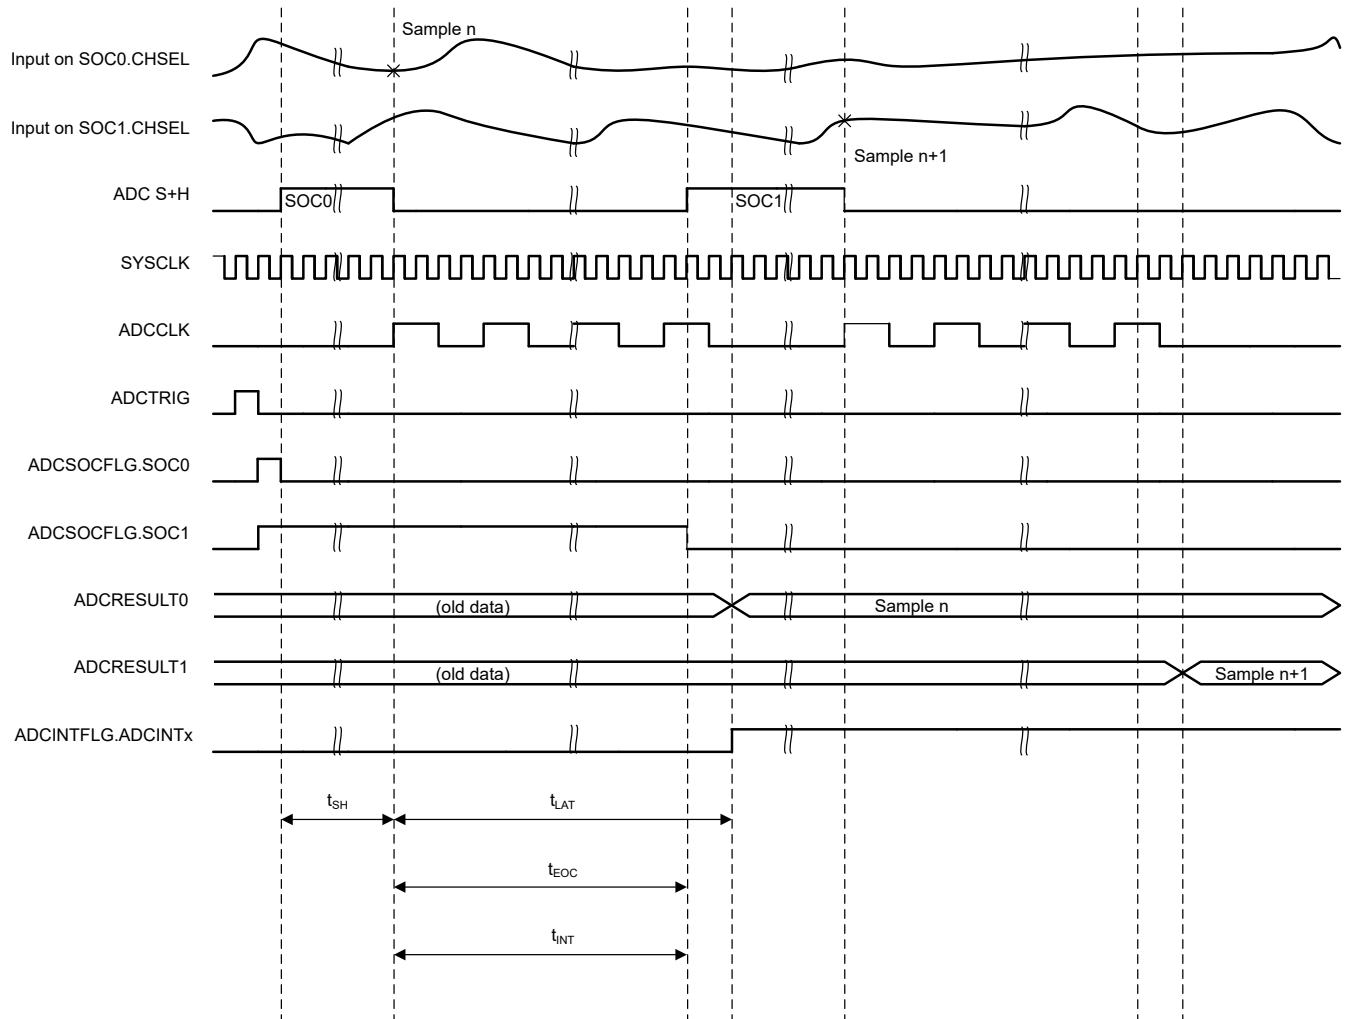 Sample n
Input on SOC0.CHSEL
Input on SOC1.CHSEL
Sample n+1
ADC S+H
SOC0
SOC1
SYSCLK
ADCCLK
ADCTRIG
ADCSOCFLG.SOC0
ADCSOCFLG.SOC1
ADCRESULT0
(old data)
Sample n
ADCRESULT1
(old data)
Sample n+1
ADCINTFLG.ADCINTx
tSH
tLAT
tEOC
tINT